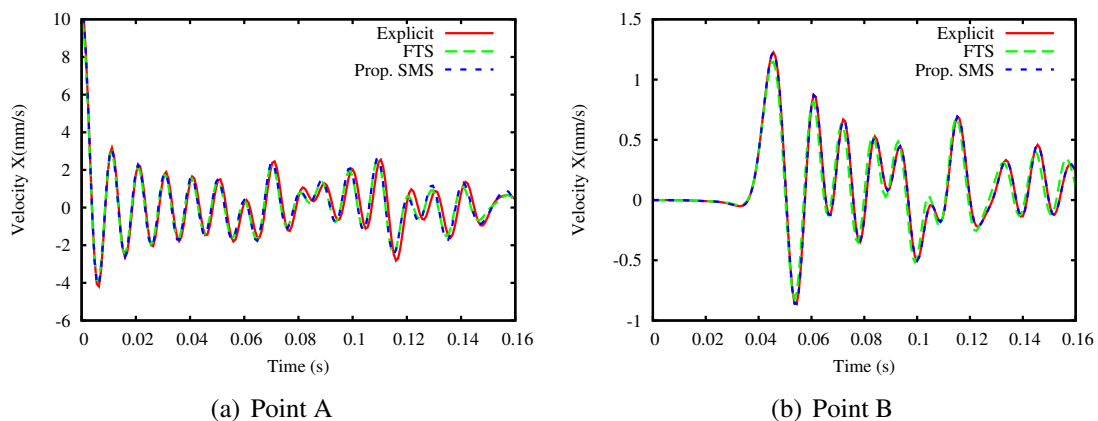 10
8
6
4
2
0
-2
-4
-6
Velocity X(mm/s)
Explicit
FTS
Prop. SMS
0 0.02 0.04 0.06 0.08 0.1 0.12 0.14 0.16
Time (s)
(a) Point A
1.5
1
0.5
0
-0.5
-1
Velocity X(mm/s)
Explicit
FTS
Prop. SMS
0 0.02 0.04 0.06 0.08 0.1 0.12 0.14 0.16
Time (s)
(b) Point B